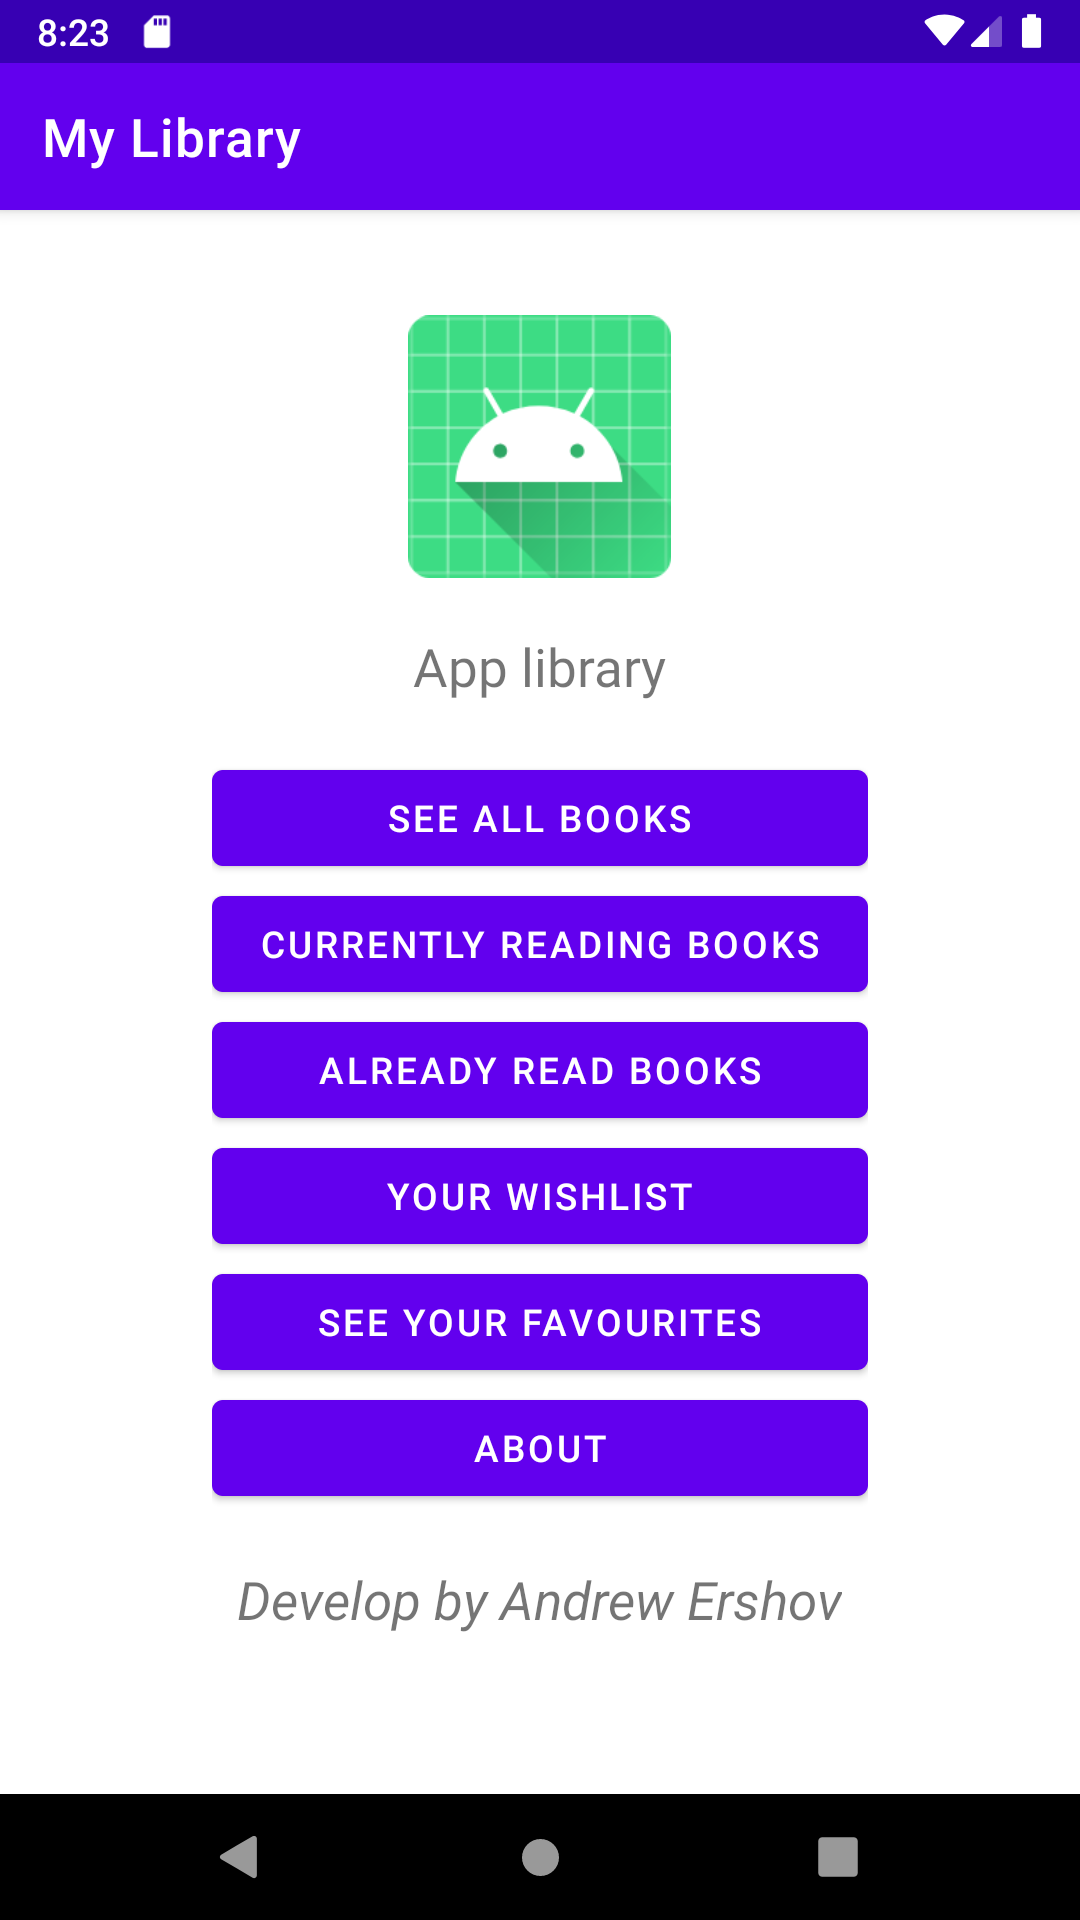 8:23
My Library
App library
SEE ALL BOOKS
CURRENTLY READING BOOKS
ALREADY READ BOOKS
YOUR WISHLIST
SEE YOUR FAVOURITES
ABOUT
Develop by Andrew Ershov